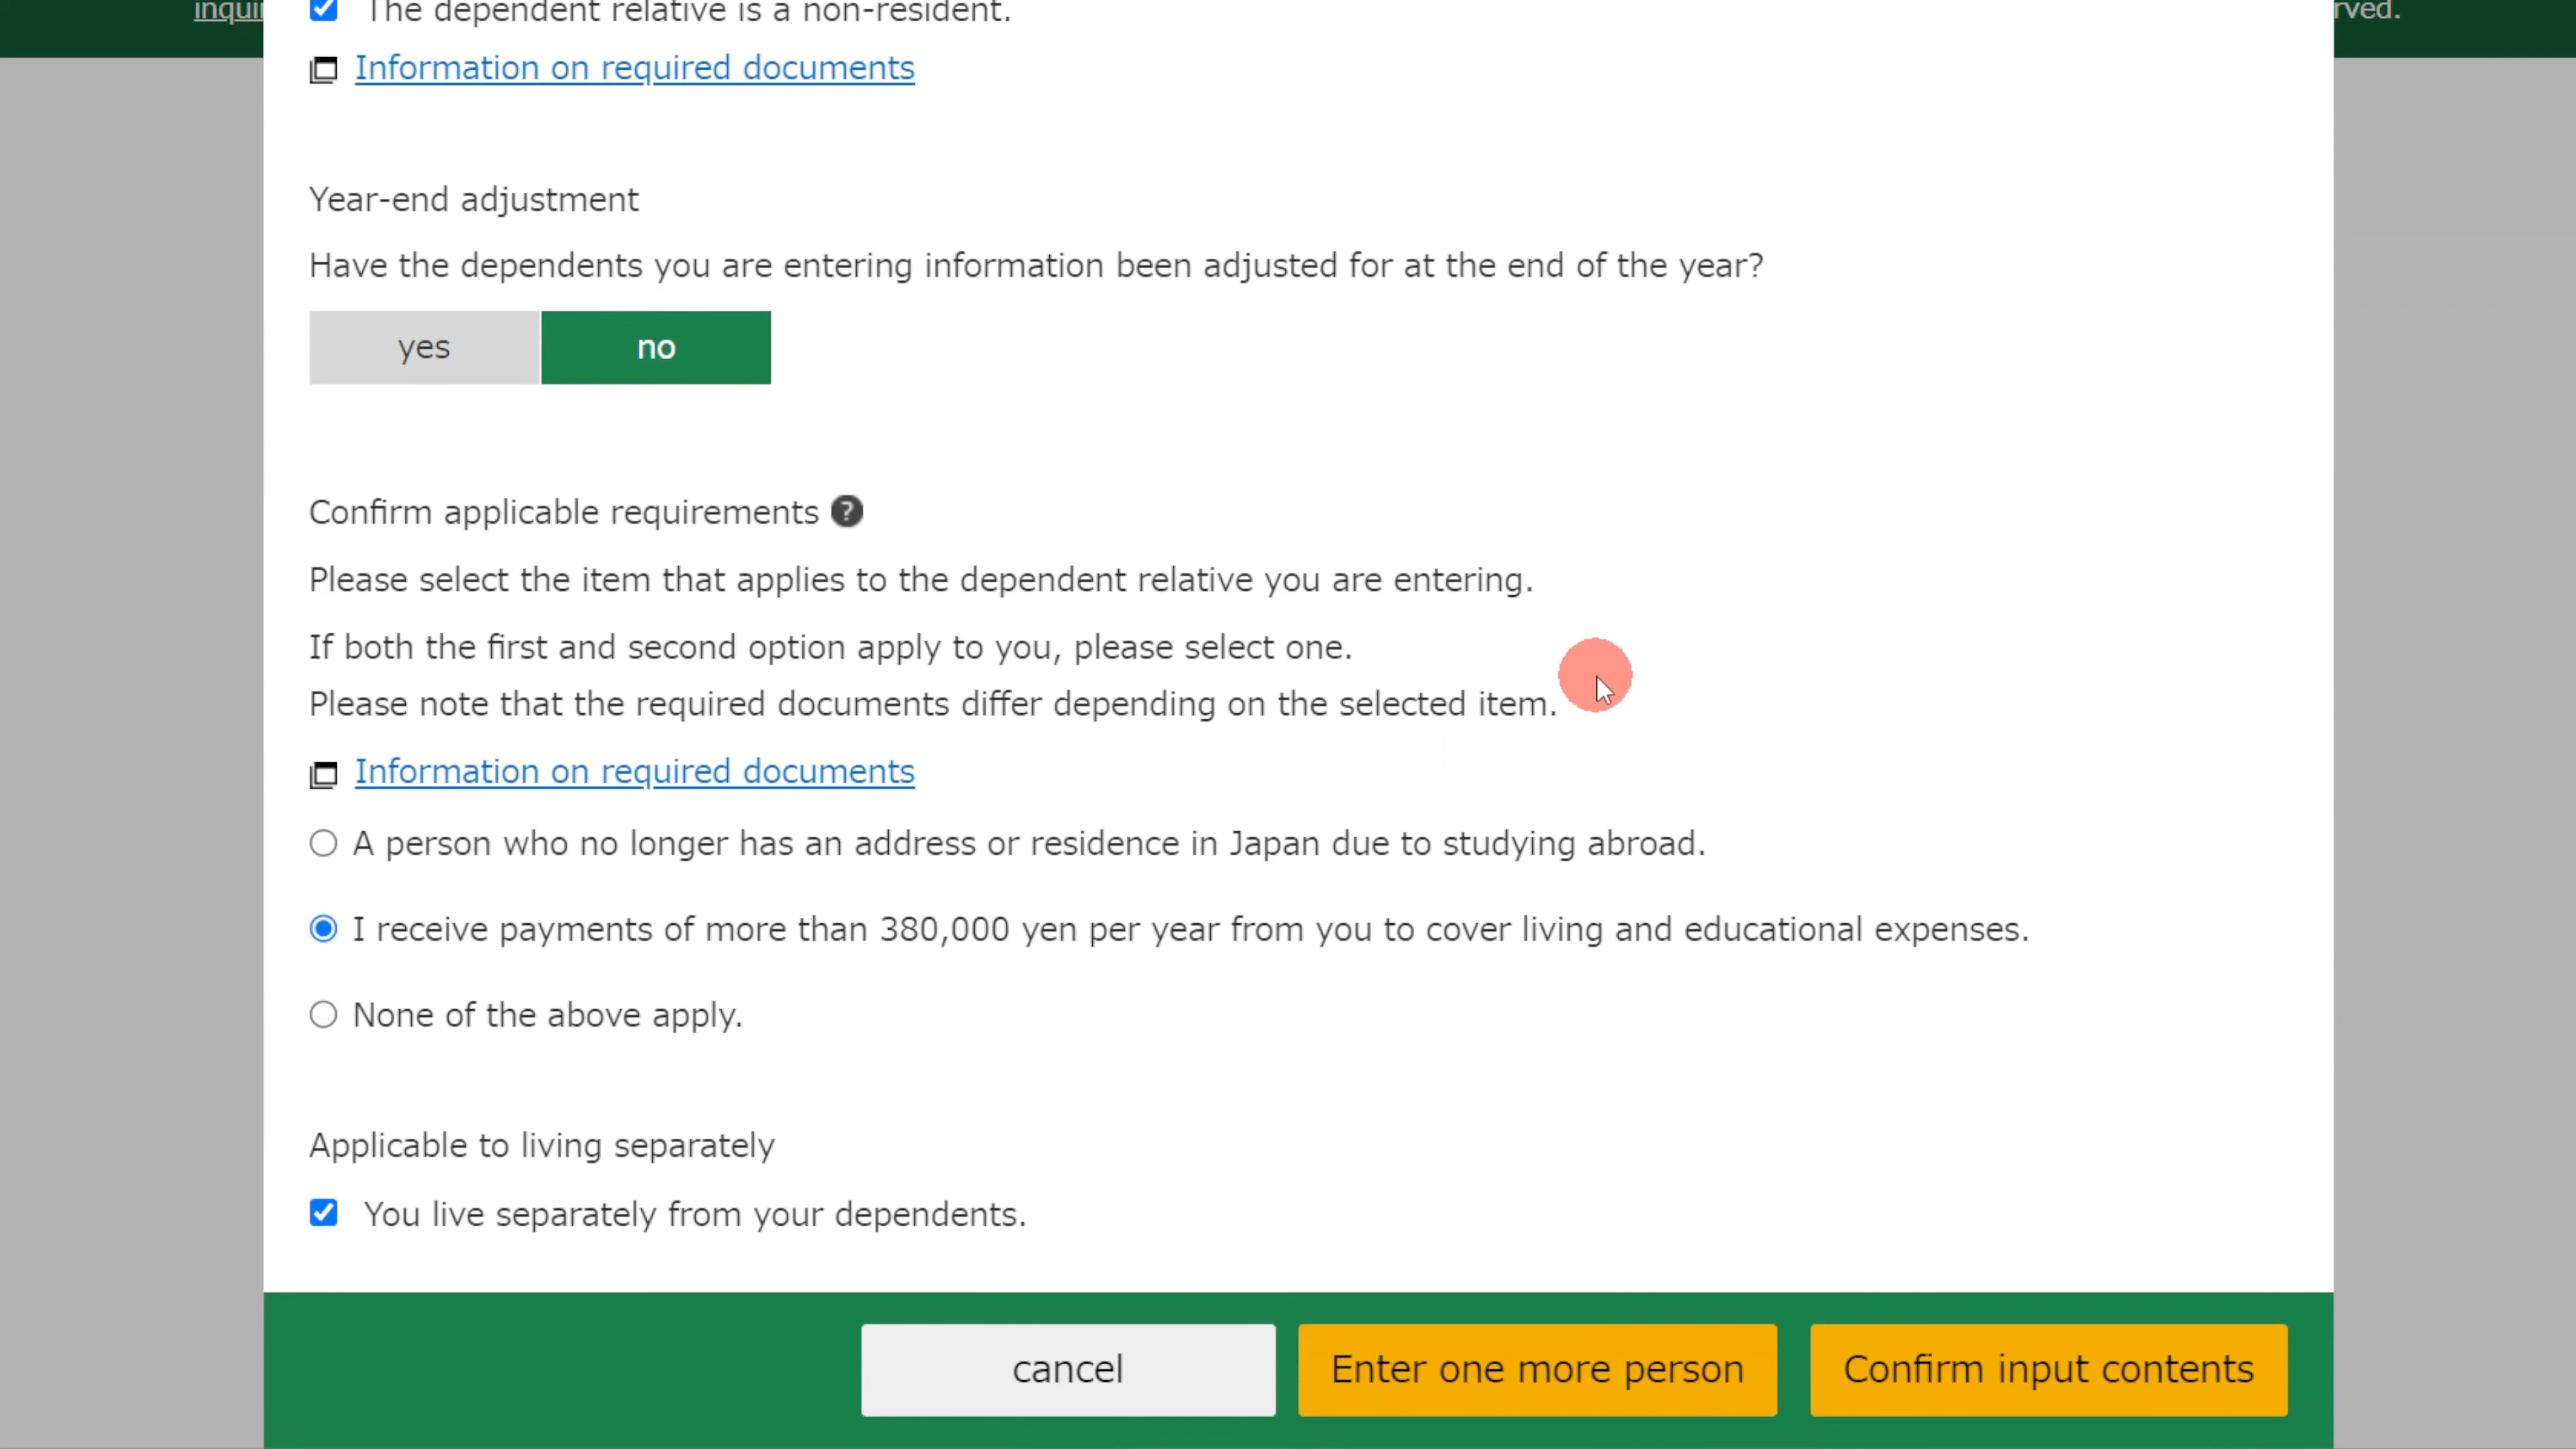 inqui
rved.
The dependent relative is a non-resident.
Information on required documents
Year-end adjustment
Have the dependents you are entering information been adjusted for at the end of the year?
yes no
Confirm applicable requirements ?
Please select the item that applies to the dependent relative you are entering.
If both the first and second option apply to you, please select one.
Please note that the required documents differ depending on the selected item.
Information on required documents
A person who no longer has an address or residence in Japan due to studying abroad.
I receive payments of more than 380,000 yen per year from you to cover living and educational expenses.
None of the above apply.
Applicable to living separately
You live separately from your dependents.
cancel Enter one more person Confirm input contents